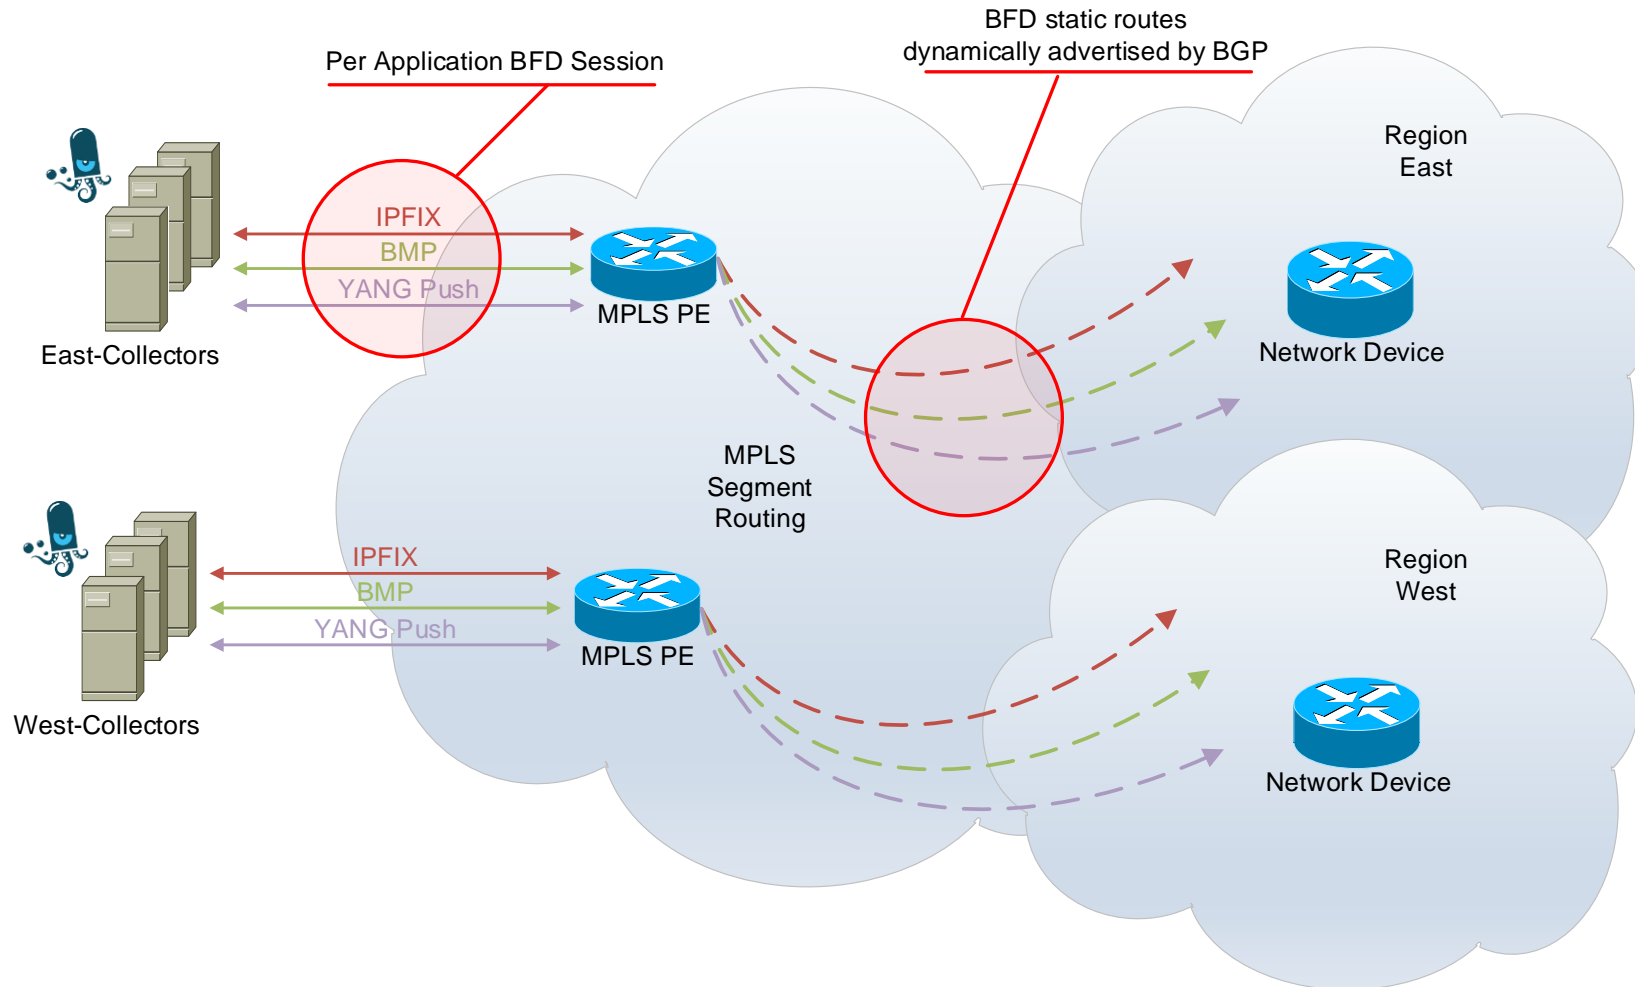 BFD static routes
dynamically advertised by BGP
Per Application BFD Session
Region
East
IPFIX
BMP
YANG Push
MPLS PE
East-Collectors
Network Device
MPLS
Segment
Routing
IPFIX
BMP
YANG Push
MPLS PE
West-Collectors
Region
West
Network Device